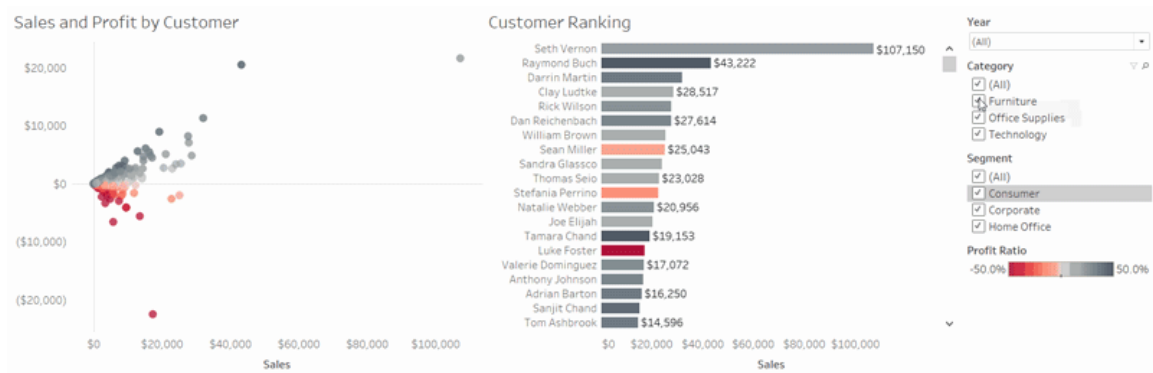 Sales and Profit by Customer
$20,000
$10,000
$0
($10,000)
($20,000)
$0 $20,000 $40,000 $60,000 $80,000 $100,000
Sales
Customer Ranking
Seth Vernon $107,150
Raymond Buch $43,222
Darrin Martin
Clay Ludtke $28,517
Rick Wilson
Dan Reichenbach $27,614
William Brown
Sean Miller $25,043
Sandra Glassco
Thomas Seio $23,028
Stefania Perrino
Natalie Webber $20,956
Joe Elijah
Tamara Chand $19,153
Luke Foster
Valerie Dominguez $17,072
Anthony Johnson
Adrian Barton $16,250
Sanjit Chand
Tom Ashbrook $14,596
$0 $20,000 $40,000 $60,000 $80,000 $100,000
Sales
Year
(All)
Category
(All)
Furniture
Office Supplies
Technology
Segment
(All)
Consumer
Corporate
Home Office
Profit Ratio
-50.0% 50.0%